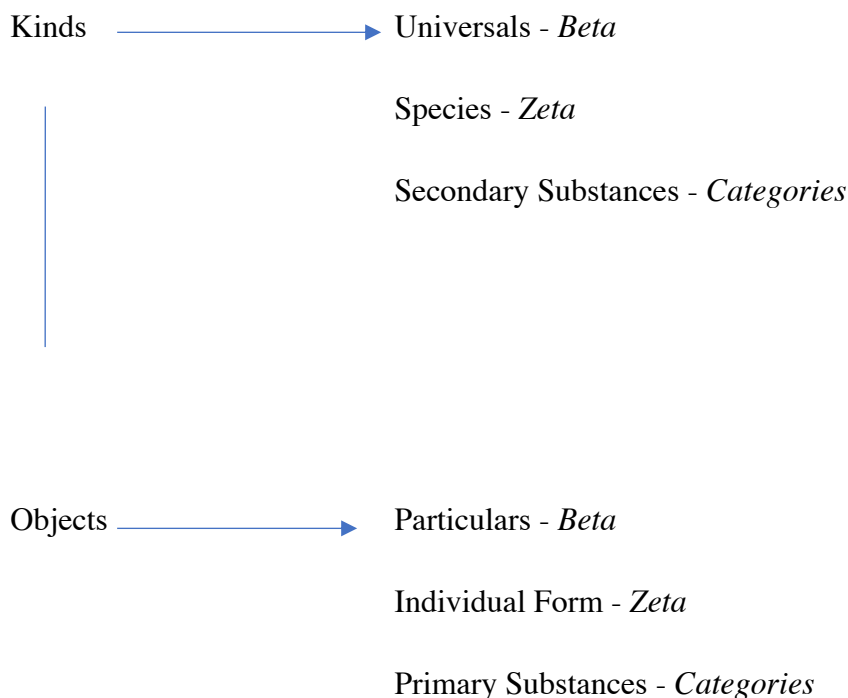 Kinds Universals - Beta
Species - Zeta
Secondary Substances - Categories
Objects Particulars - Beta
Individual Form - Zeta
Primary Substances - Categories